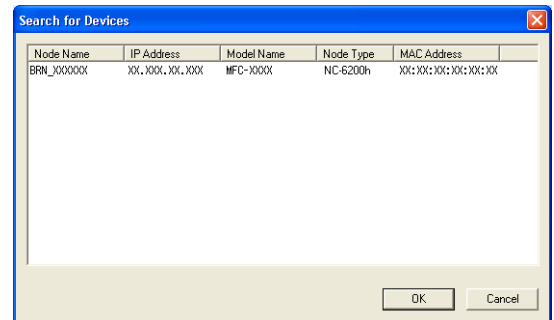 Search for Devices
Node Name IP Address Model Name Node Type MAC Address
BRN_XXXXXX XX.XXX.XX.XXX MFC-XXXX NC-6200h XX:XX:XX:XX:XX:XX
OK Cancel